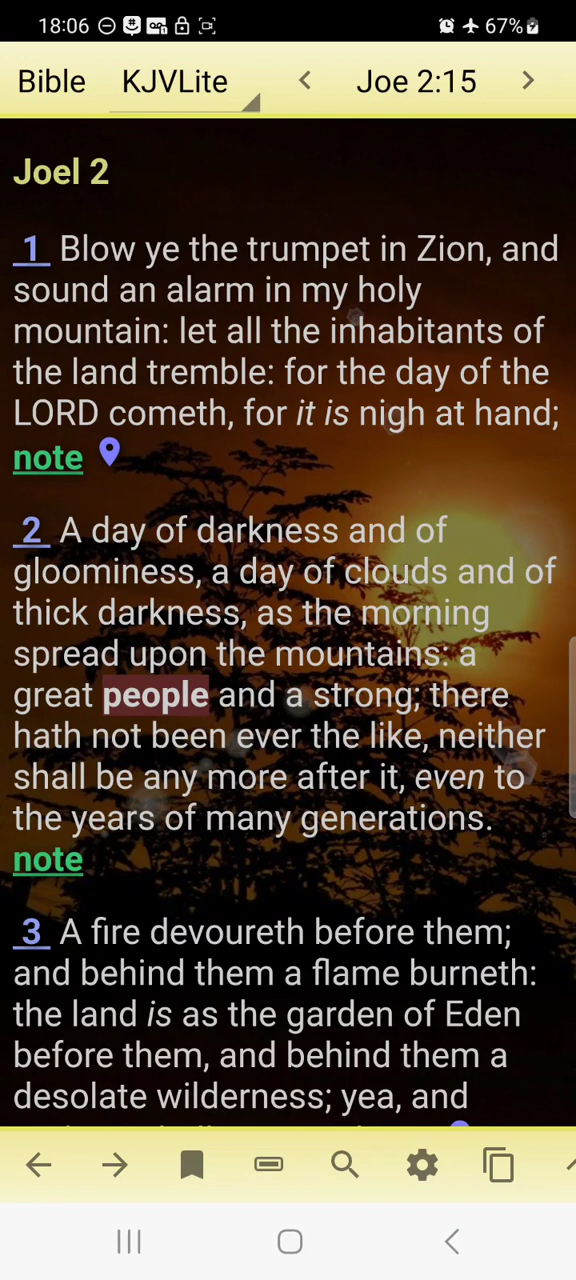 18:06 67%
Bible KJVLite Joe 2:15
Joel 2
1 Blow ye the trumpet in Zion, and
sound an alarm in my holy
mountain: let all the inhabitants of
the land tremble: for the day of the
LORD cometh, for it is nigh at hand;
note
2 A day of darkness and of
gloominess, a day of clouds and of
thick darkness, as the morning
spread upon the mountains: a
great people and a strong; there
hath not been ever the like, neither
shall be any more after it, even to
the years of many generations.
note
3 A fire devoureth before them;
and behind them a flame burneth:
the land is as the garden of Eden
before them, and behind them a
desolate wilderness; yea, and